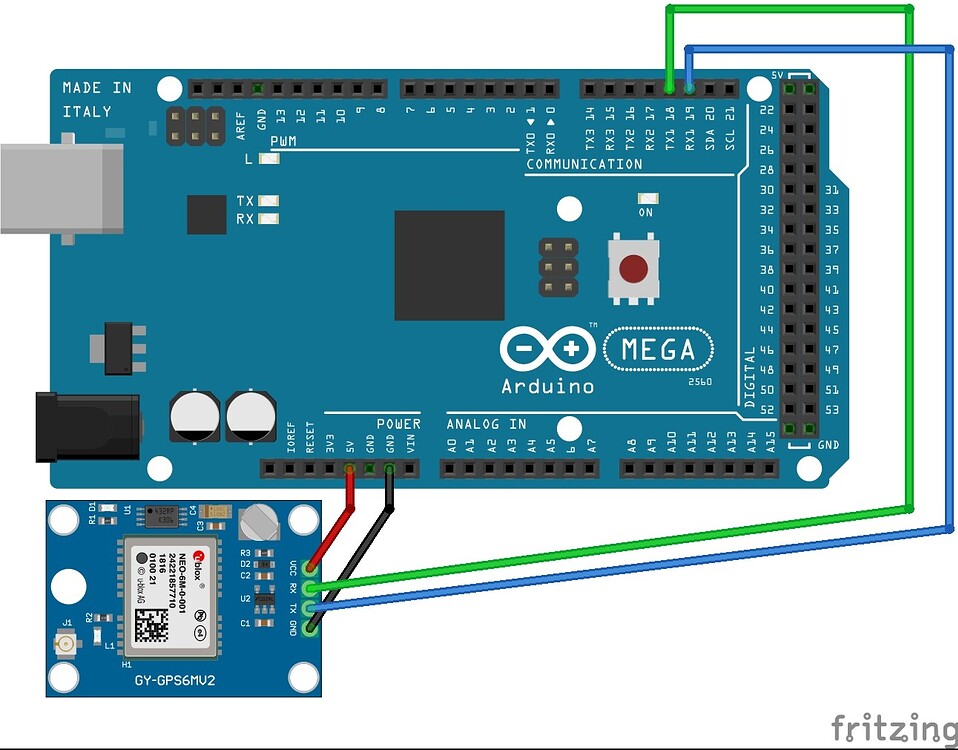 MADE IN
ITALY
AREF
GND
13
12
11
10
9
8
7
6
5
4
3
2
TX0 ▶ 1
RX0 ◀ 0
TX3 14
RX3 15
TX2 16
RX2 17
TX1 18
RX1 19
SDA 20
SCL 21
PWM
COMMUNICATION
L
TX
RX
ON
5V
22
24
26
28
30 31
32 33
34 35
36 37
38 39
40 41
42 43
44 45
46 47
48 49
50 51
52 53
GND
DIGITAL
™
MEGA
2560
Arduino
POWER
ANALOG IN
IOREF
RESET
3V3
5V
GND
GND
VIN
A0
A1
A2
A3
A4
A5
6
A7
A8
A9
A10
A11
A12
A13
A14
A15
D1
R1
U1
C4
C3
R3
D2
C2
U2
C1
VCC
RX
TX
GND
J1
R2
L1
H1
ublox ®
NEO-6M-0-001
24221857710
1816
0100 21
© u-blox AG
GY-GPS6MV2
fritzing